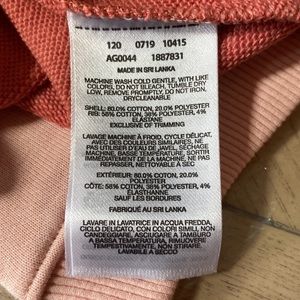 120 0719 10415
AG0044 1887831
MADE IN SRI LANKA
MACHINE WASH COLD GENTLE, WITH LIKE
COLORS, DO NOT BLEACH, TUMBLE DRY
LOW, REMOVE PROMPTLY, DO NOT IRON.
DRYCLEANABLE
SHELL: 80.0% COTTON, 20.0% POLYESTER
RIB: 58% COTTON, 38% POLYESTER, 4%
ELASTANE
EXCLUSIVE OF TRIMMING
LAVAGE MACHINE À FROID, CYCLE DÉLICAT,
AVEC DES COULEURS SIMILAIRES, NE
PAS UTILISER D'EAU DE JAVEL, SÉCHAGE
MACHINE, BASSE TEMPÉRATURE, SORTIR
IMMÉDIATEMENT DE LA MACHINE,
NE PAS REPASSER.
NETTOYABLE À SEC
EXTÉRIEUR: 80.0% COTON, 20.0%
POLYESTER
CÔTE: 58% COTON, 38% POLYESTER, 4%
ÉLASTHANNE
SAUF LES BORDURES
FABRIQUÉ AU SRI LANKA
LAVARE IN LAVATRICE IN ACQUA FREDDA,
CICLO DELICATO, CON COLORI SIMILI, NON
CANDEGGIARE, ASCIUGARE A TAMBURO
A BASSA TEMPERATURA, RIMUOVERE
TEMPESTIVAMENTE, NON STIRARE.
LAVABILE A SECCO